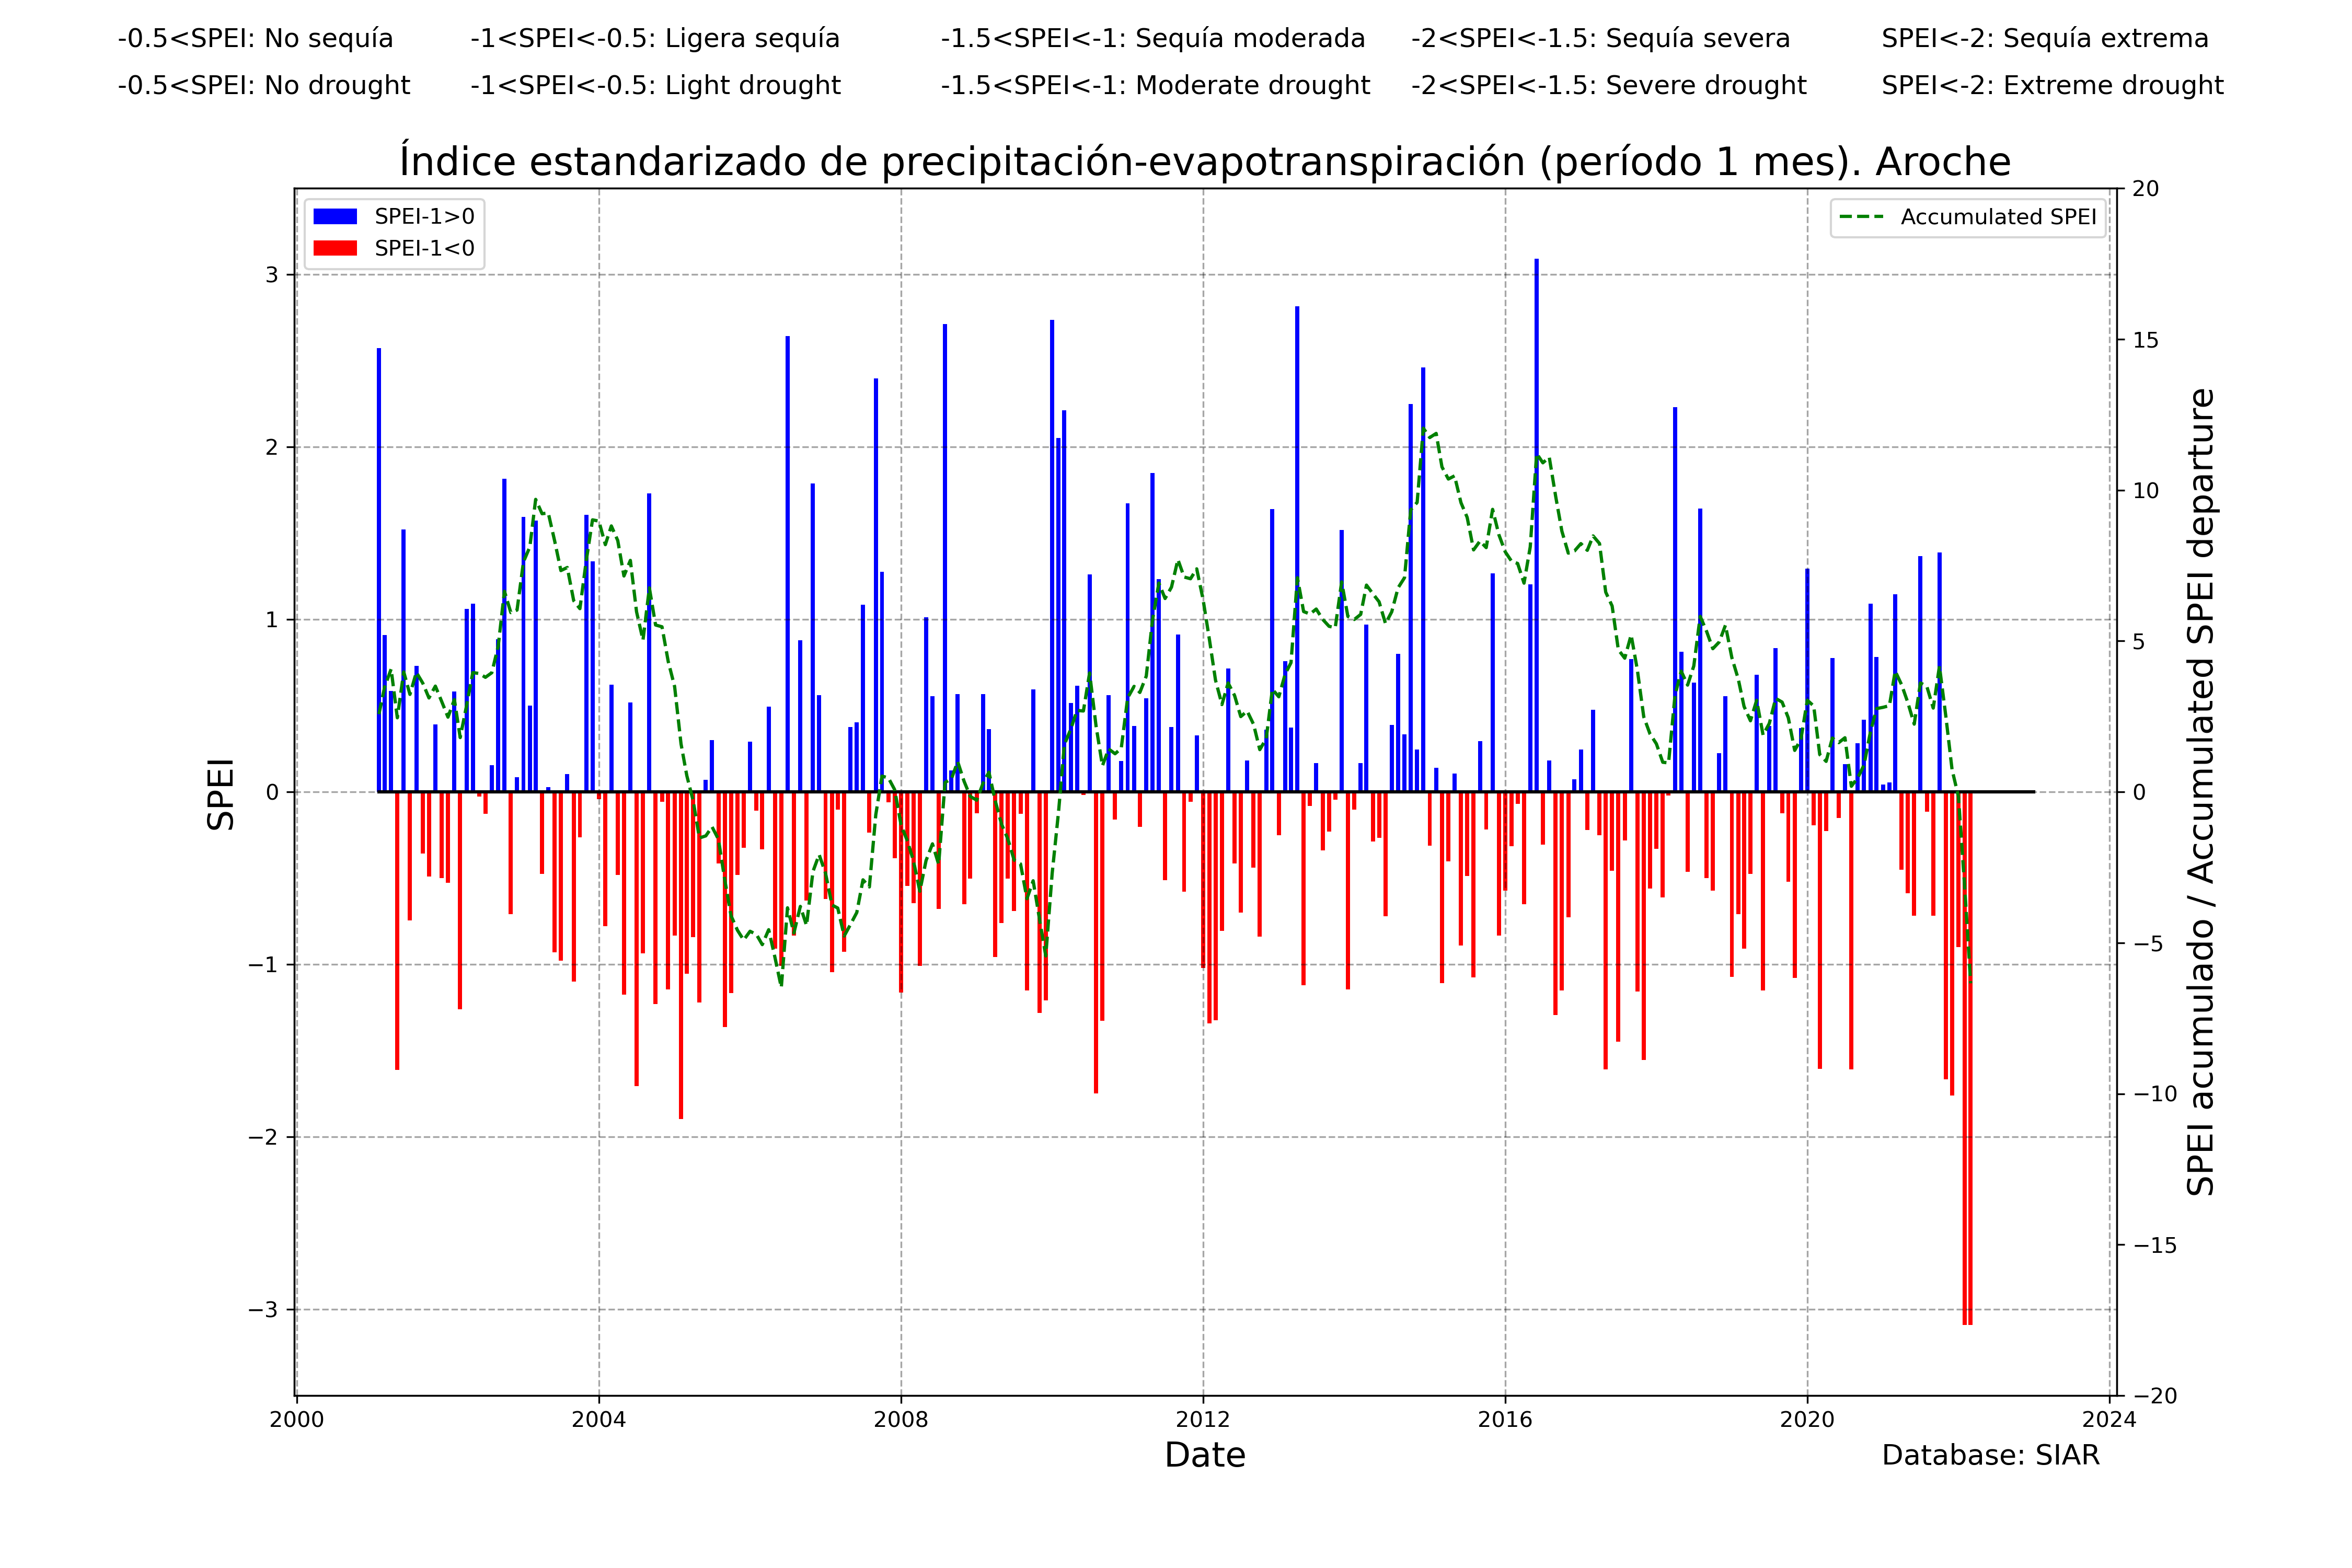 -0.5<SPEI: No sequía -1<SPEI<-0.5: Ligera sequía -1.5<SPEI<-1: Sequía moderada -2<SPEI<-1.5: Sequía severa SPEI<-2: Sequía extrema
-0.5<SPEI: No drought -1<SPEI<-0.5: Light drought -1.5<SPEI<-1: Moderate drought -2<SPEI<-1.5: Severe drought SPEI<-2: Extreme drought
Índice estandarizado de precipitación-evapotranspiración (período 1 mes). Aroche
SPEI-1>0
SPEI-1<0
Accumulated SPEI
SPEI
3
2
1
0
−1
−2
−3
20
15
10
5
0
−5
−10
−15
−20
SPEI acumulado / Accumulated SPEI departure
2000 2004 2008 2012 2016 2020 2024
Date
Database: SIAR